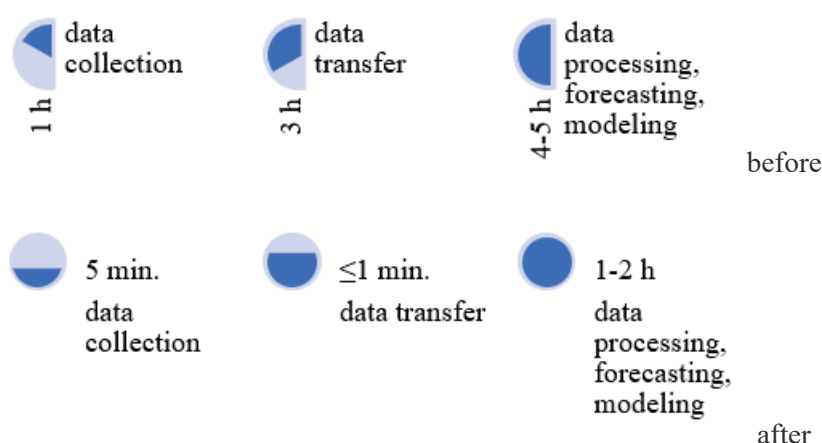 data
collection
1 h
data
transfer
3 h
data
processing,
forecasting,
modeling
4-5 h
before
5 min.
data
collection
≤1 min.
data transfer
1-2 h
data
processing,
forecasting,
modeling
after